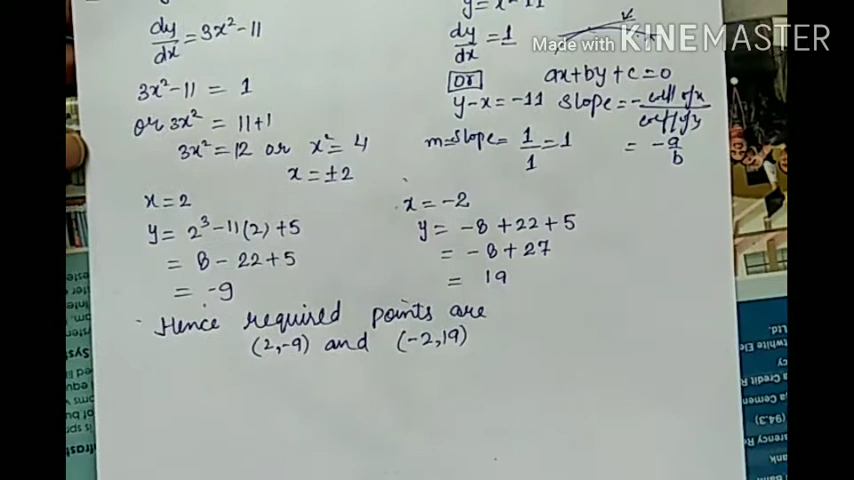 dy/dx = 3x² - 11
3x² - 11 = 1
or 3x² = 11 + 1
3x² = 12 or x² = 4
x = ±2
x = 2
y = 2³ - 11(2) + 5
= 8 - 22 + 5
= -9
y = x - 11
dy/dx = 1
Or
ax + by + c = 0
y - x = -11 slope = - coeff of x / coeff of y
m = slope = 1/1 = 1
= -a/b
x = -2
y = -8 + 22 + 5
= -8 + 27
= 19
Hence required points are
(2, -9) and (-2, 19)
Made with KINEMASTER
Ltd.